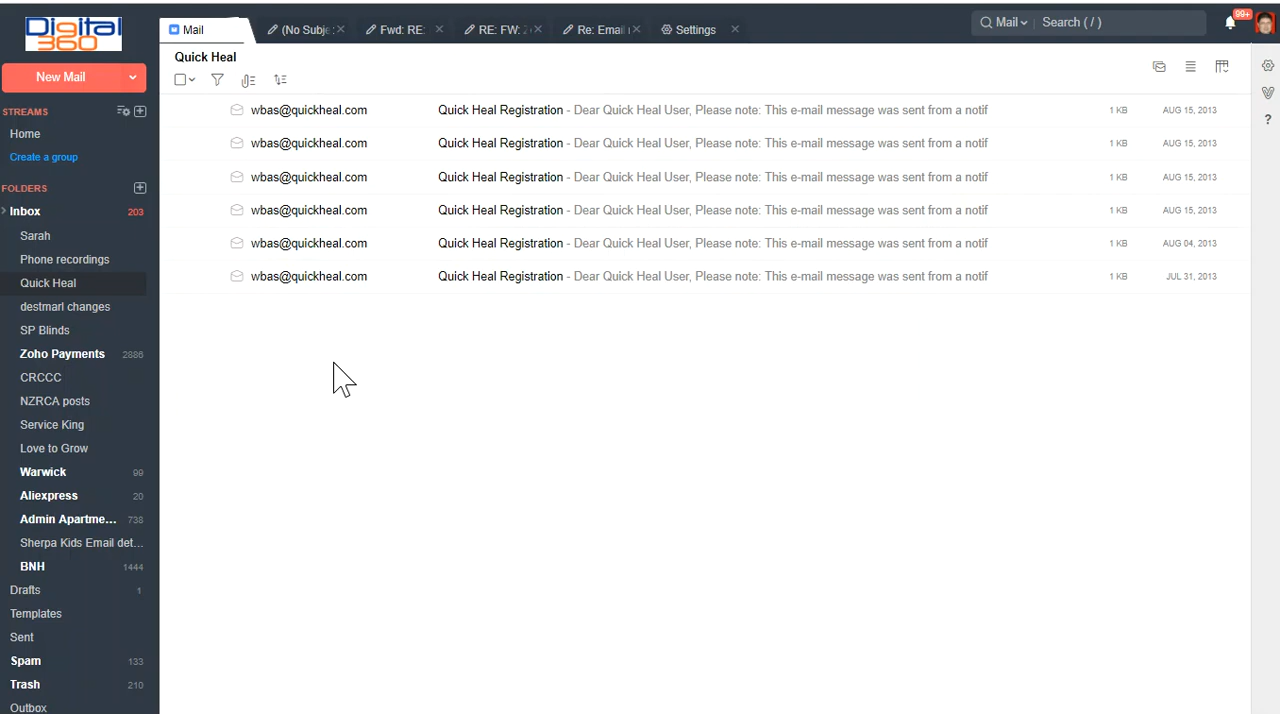 Digital
360
Mail
(No Subje
Fwd: RE:
RE: FW:
Re: Email
Settings
Mail
Search ( / )
99+
New Mail
Quick Heal
STREAMS
Home
Create a group
FOLDERS
Inbox 203
Sarah
Phone recordings
Quick Heal
destmarl changes
SP Blinds
Zoho Payments 2886
CRCCC
NZRCA posts
Service King
Love to Grow
Warwick 99
Aliexpress 20
Admin Apartme... 736
Sherpa Kids Email det...
BNH 1444
Drafts 1
Templates
Sent
Spam 133
Trash 210
Outbox
wbas@quickheal.com Quick Heal Registration - Dear Quick Heal User, Please note: This e-mail message was sent from a notif 1 KB AUG 15, 2013
wbas@quickheal.com Quick Heal Registration - Dear Quick Heal User, Please note: This e-mail message was sent from a notif 1 KB AUG 15, 2013
wbas@quickheal.com Quick Heal Registration - Dear Quick Heal User, Please note: This e-mail message was sent from a notif 1 KB AUG 15, 2013
wbas@quickheal.com Quick Heal Registration - Dear Quick Heal User, Please note: This e-mail message was sent from a notif 1 KB AUG 15, 2013
wbas@quickheal.com Quick Heal Registration - Dear Quick Heal User, Please note: This e-mail message was sent from a notif 1 KB AUG 04, 2013
wbas@quickheal.com Quick Heal Registration - Dear Quick Heal User, Please note: This e-mail message was sent from a notif 1 KB JUL 31, 2013